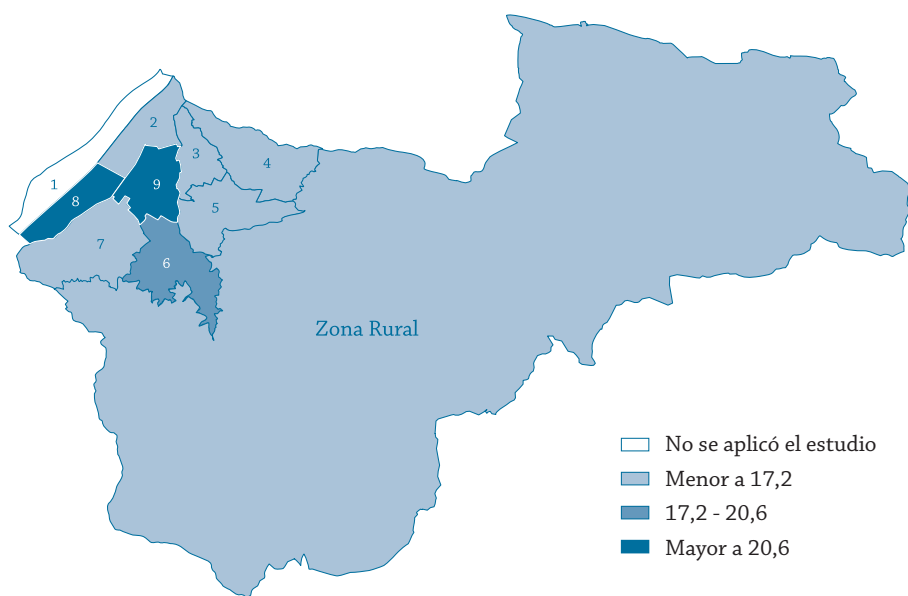 2
3
4
1
9
8
5
7
6
Zona Rural
No se aplicó el estudio
Menor a 17,2
17,2 - 20,6
Mayor a 20,6